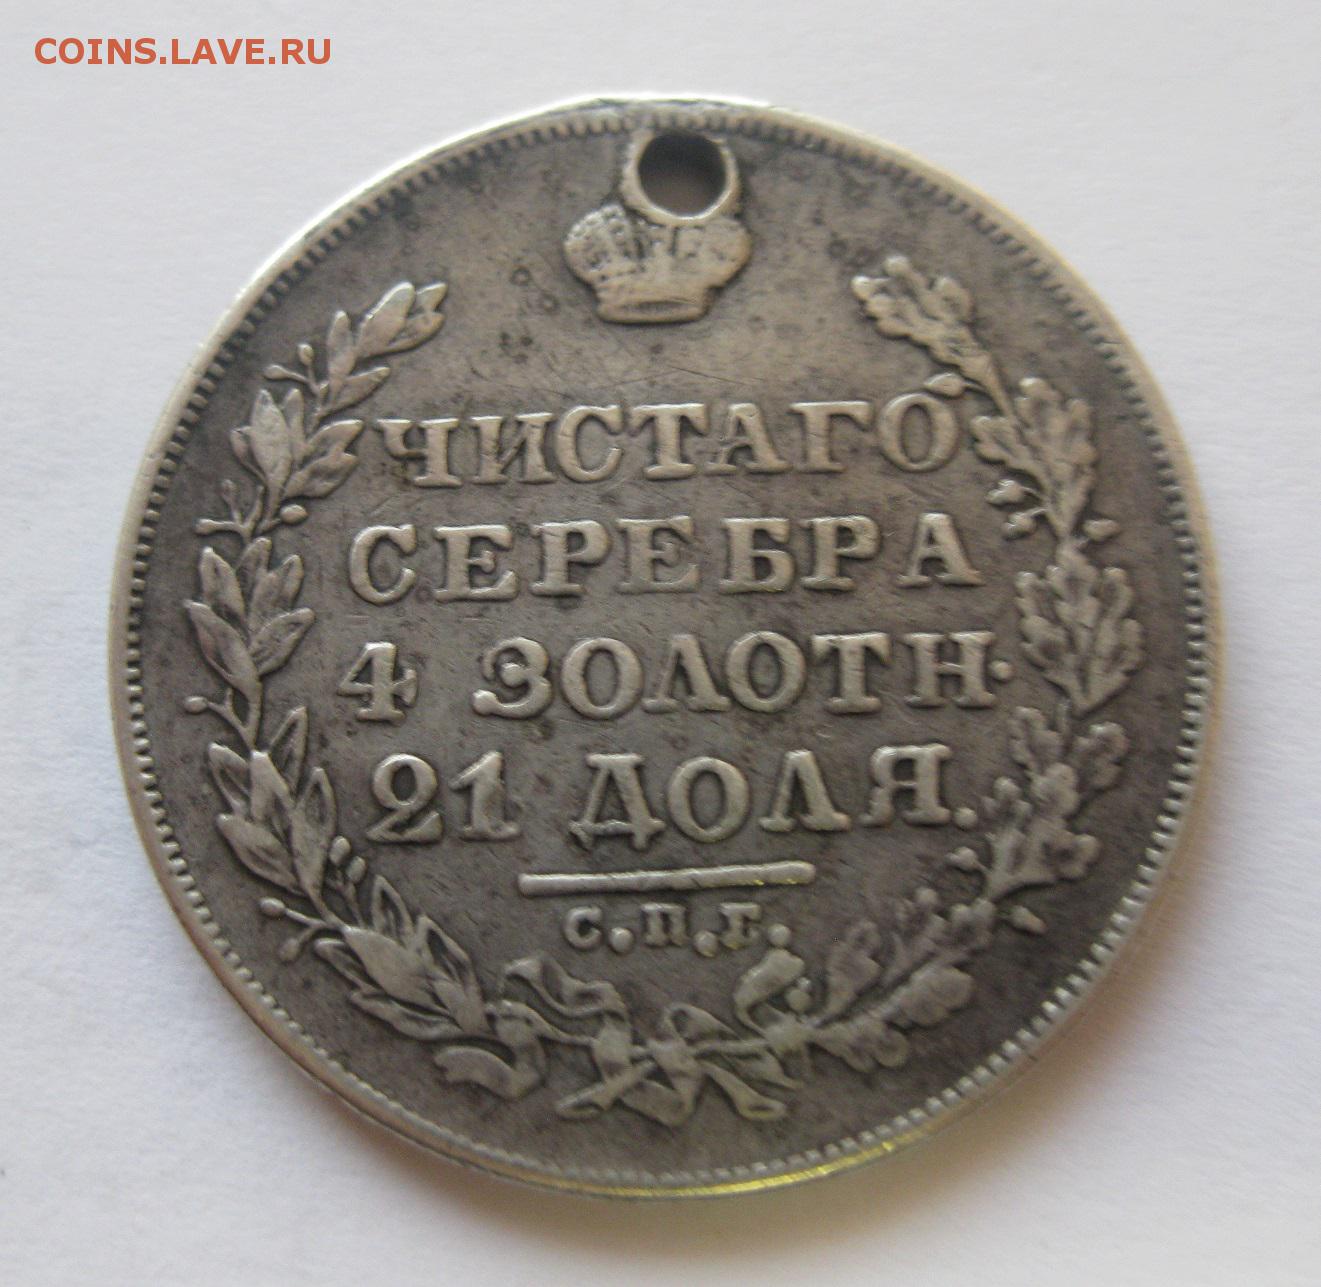 COINS.LAVE.RU
ЧИСТАГО
СЕРЕБРА
4 ЗОЛОТН.
21 ДОЛЯ.
С.П.Б.